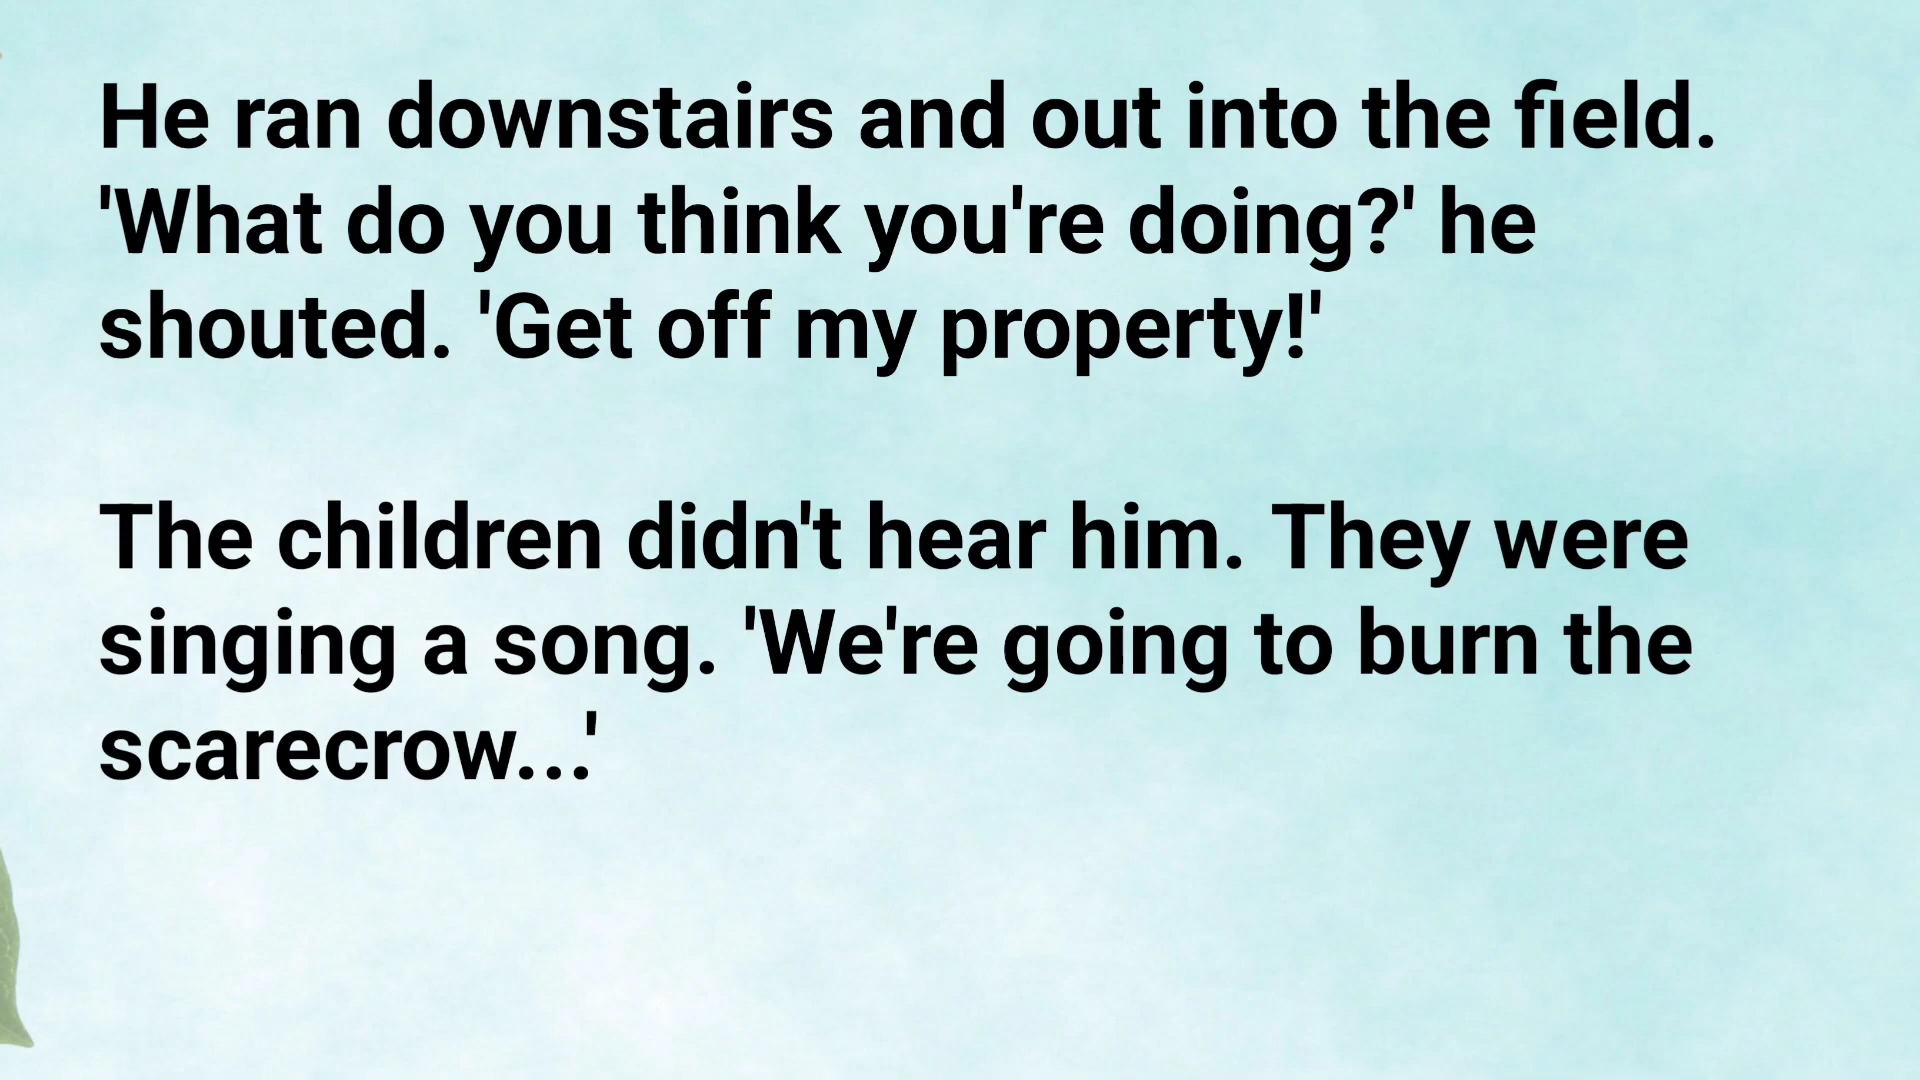 He ran downstairs and out into the field.
'What do you think you're doing?' he
shouted. 'Get off my property!'
The children didn't hear him. They were
singing a song. 'We're going to burn the
scarecrow...'